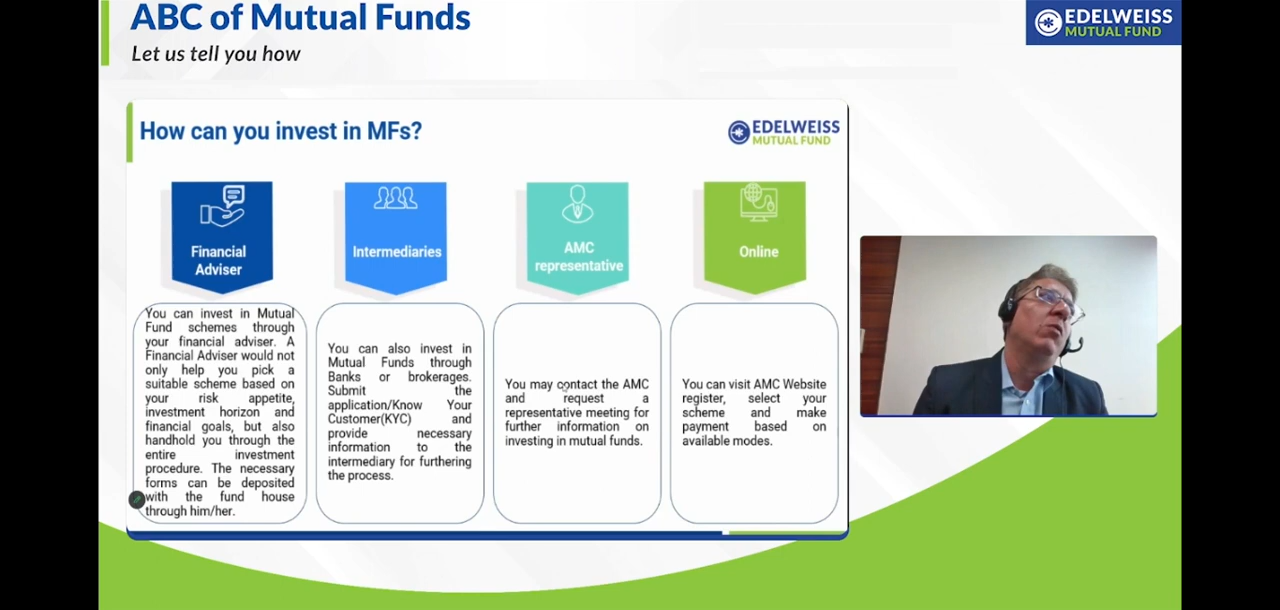 ABC of Mutual Funds
Let us tell you how
EDELWEISS
MUTUAL FUND
How can you invest in MFs?
EDELWEISS
MUTUAL FUND
Financial
Adviser
Intermediaries
AMC
representative
Online
You can invest in Mutual
Fund schemes through
your financial adviser. A
Financial Adviser would not
only help you pick a
suitable scheme based on
your risk appetite,
investment horizon and
financial goals, but also
handhold you through the
entire investment
procedure. The necessary
forms can be deposited
with the fund house
through him/her.
You can also invest in
Mutual Funds through
Banks or brokerages.
Submit the
application/Know Your
Customer(KYC) and
provide necessary
information to the
intermediary for furthering
the process.
You may contact the AMC
and request a
representative meeting for
further information on
investing in mutual funds.
You can visit AMC Website
register, select your
scheme and make
payment based on
available modes.